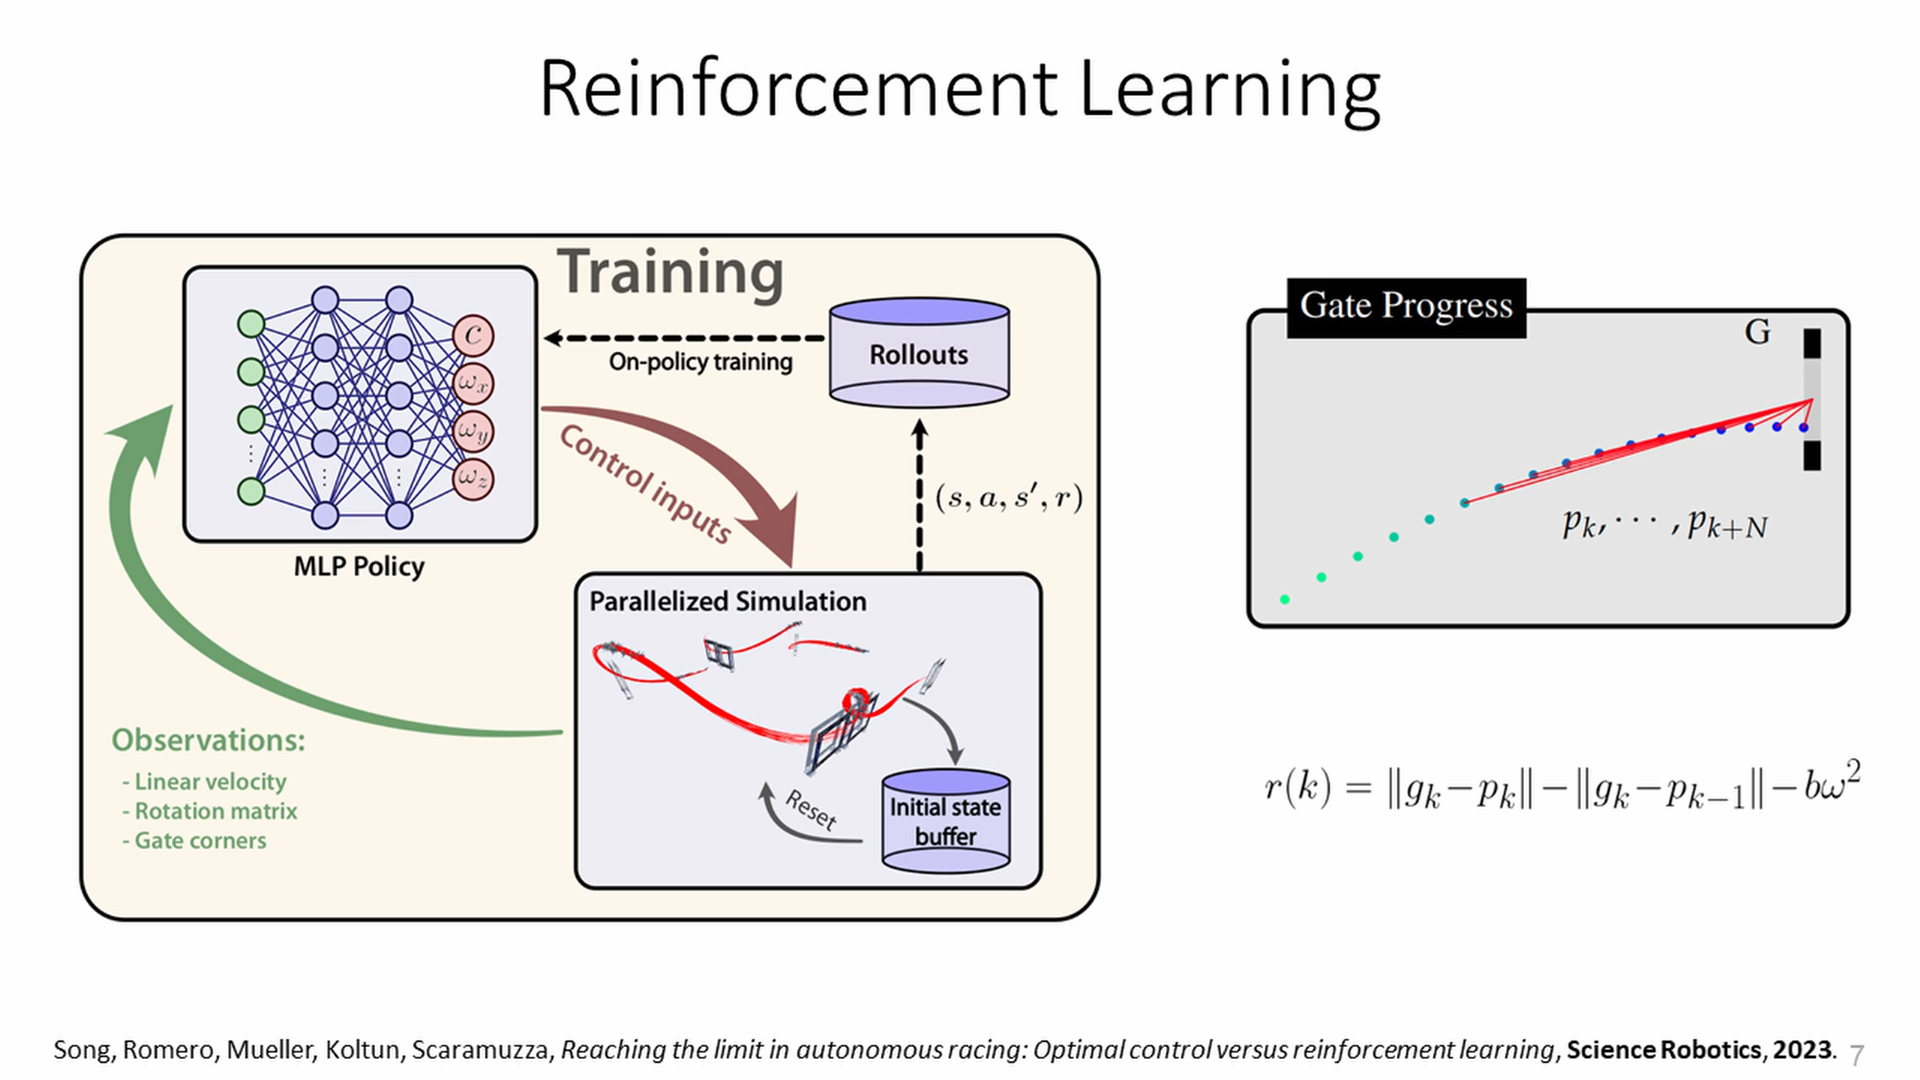 Reinforcement Learning
Training
c
ωx
ωy
ωz
MLP Policy
On-policy training
Rollouts
Control inputs
(s, a, s′, r)
Parallelized Simulation
Reset
Initial state
buffer
Observations:
- Linear velocity
- Rotation matrix
- Gate corners
Gate Progress
G
pk, ··· , pk+N
r(k) = ‖gk−pk‖−‖gk−pk−1‖−bω²
Song, Romero, Mueller, Koltun, Scaramuzza, Reaching the limit in autonomous racing: Optimal control versus reinforcement learning, Science Robotics, 2023.
7